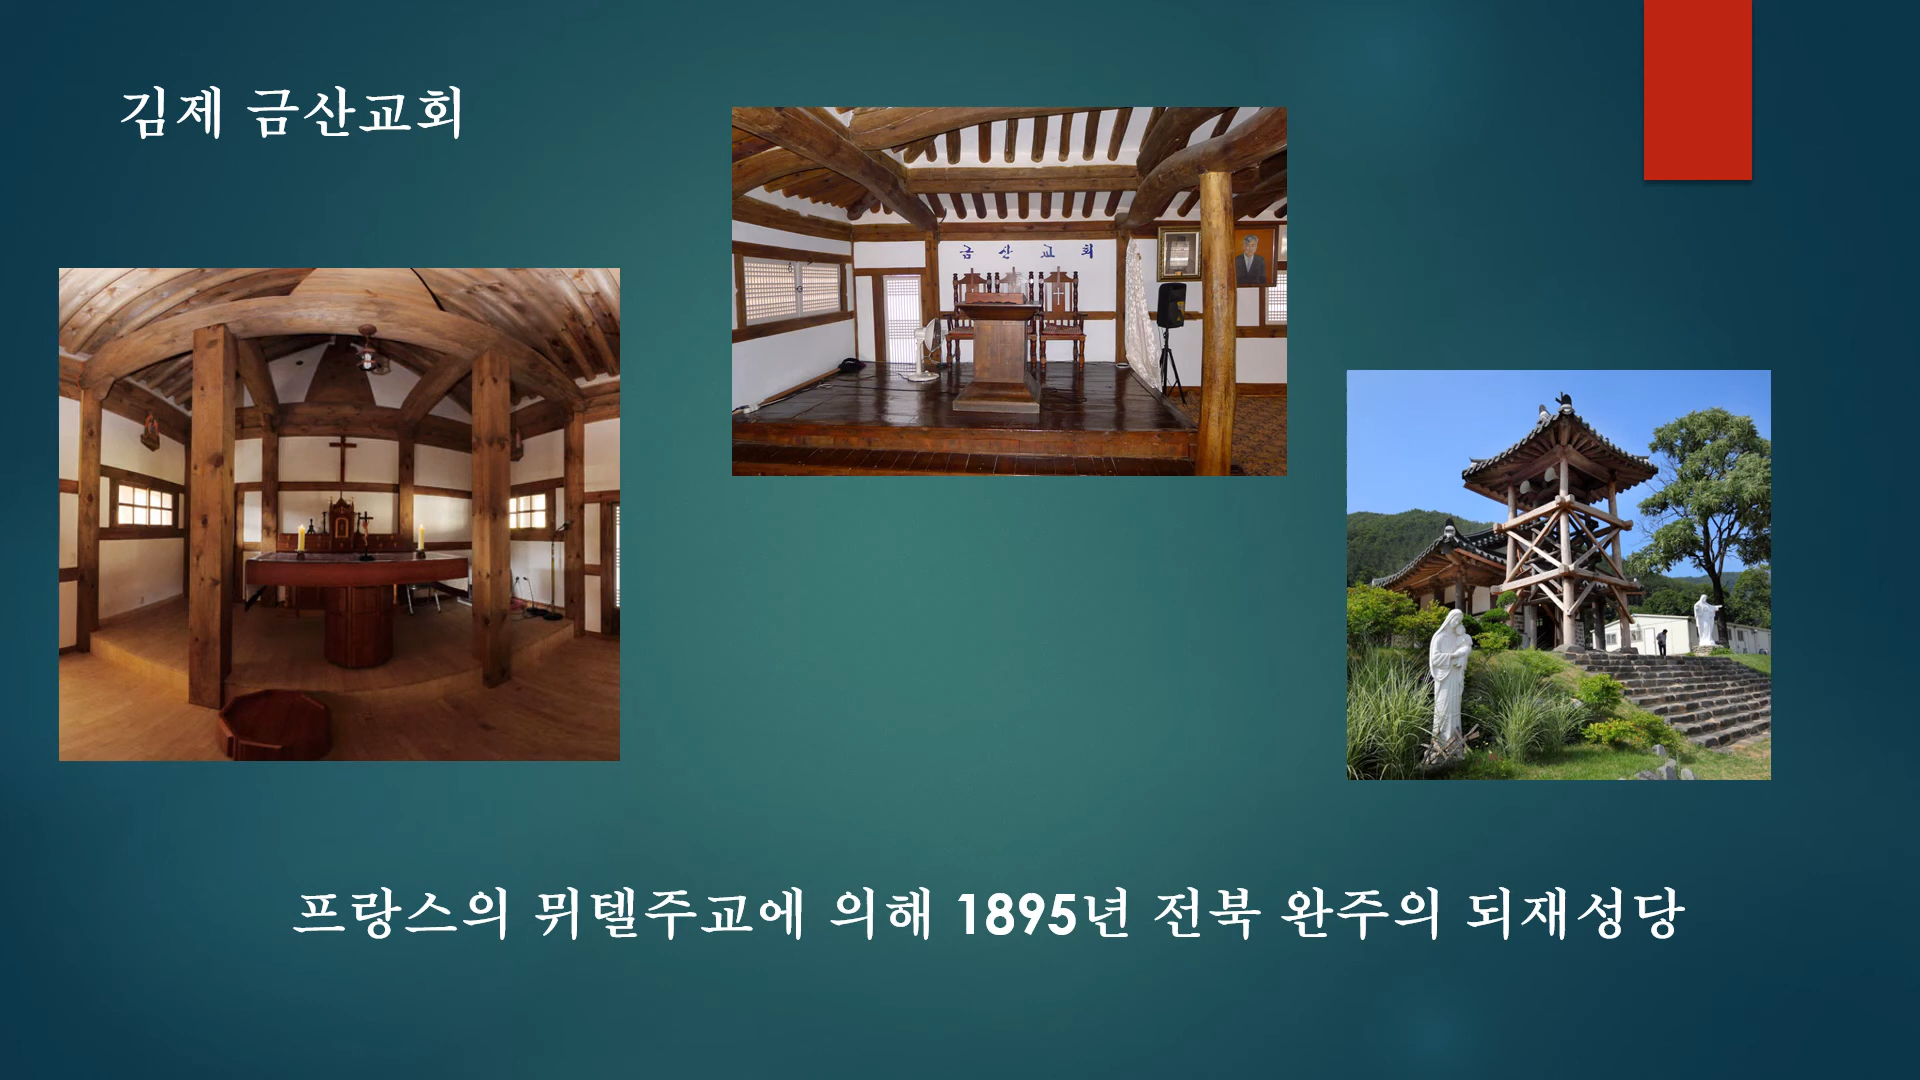 김제 금산교회
금 산 교 회
프랑스의 뮈텔주교에 의해 1895년 전북 완주의 되재성당